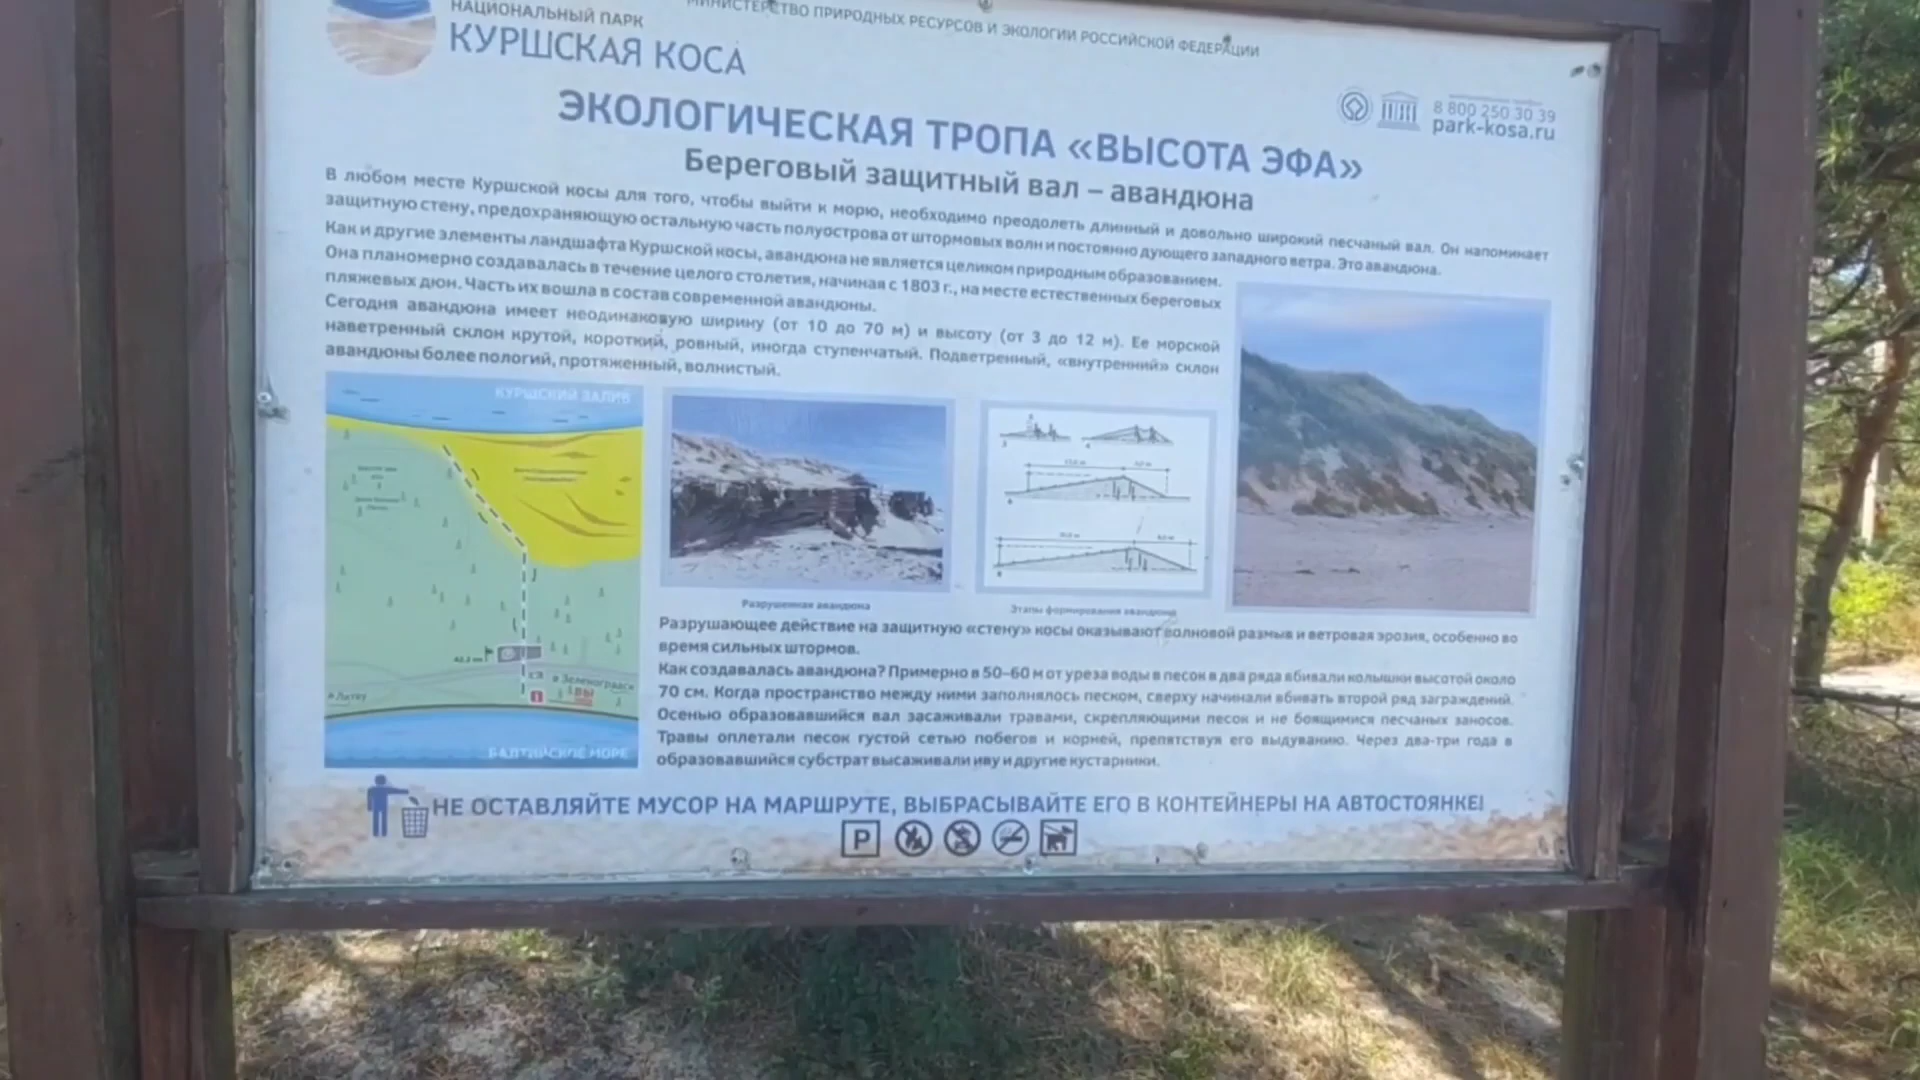 НАЦИОНАЛЬНЫЙ ПАРК
КУРШСКАЯ КОСА
МИНИСТЕРСТВО ПРИРОДНЫХ РЕСУРСОВ И ЭКОЛОГИИ РОССИЙСКОЙ ФЕДЕРАЦИИ
8 800 250 30 39
park-kosa.ru
ЭКОЛОГИЧЕСКАЯ ТРОПА «ВЫСОТА ЭФА»
Береговый защитный вал – авандюна
В любом месте Куршской косы для того, чтобы выйти к морю, необходимо преодолеть длинный и довольно широкий песчаный вал. Он напоминает
защитную стену, предохраняющую остальную часть полуострова от штормовых волн и постоянно дующего западного ветра. Это авандюна.
Как и другие элементы ландшафта Куршской косы, авандюна не является целиком природным образованием.
Она планомерно создавалась в течение целого столетия, начиная с 1803 г., на месте естественных береговых
пляжевых дюн. Часть их вошла в состав современной авандюны.
Сегодня авандюна имеет неодинаковую ширину (от 10 до 70 м) и высоту (от 3 до 12 м). Ее морской
наветренный склон крутой, короткий, ровный, иногда ступенчатый. Подветренный, «внутренний» склон
авандюны более пологий, протяженный, волнистый.
КУРШСКИЙ ЗАЛИВ
в Зеленоградск
в Литву
ВЫ
БАЛТИЙСКОЕ МОРЕ
Разрушенная авандюна
Этапы формирования авандюны
Разрушающее действие на защитную «стену» косы оказывают волновой размыв и ветровая эрозия, особенно во
время сильных штормов.
Как создавалась авандюна? Примерно в 50–60 м от уреза воды в песок в два ряда вбивали колышки высотой около
70 см. Когда пространство между ними заполнялось песком, сверху начинали вбивать второй ряд заграждений.
Осенью образовавшийся вал засаживали травами, скрепляющими песок и не боящимися песчаных заносов.
Травы оплетали песок густой сетью побегов и корней, препятствуя его выдуванию. Через два-три года в
образовавшийся субстрат высаживали иву и другие кустарники.
НЕ ОСТАВЛЯЙТЕ МУСОР НА МАРШРУТЕ, ВЫБРАСЫВАЙТЕ ЕГО В КОНТЕЙНЕРЫ НА АВТОСТОЯНКЕ!
P